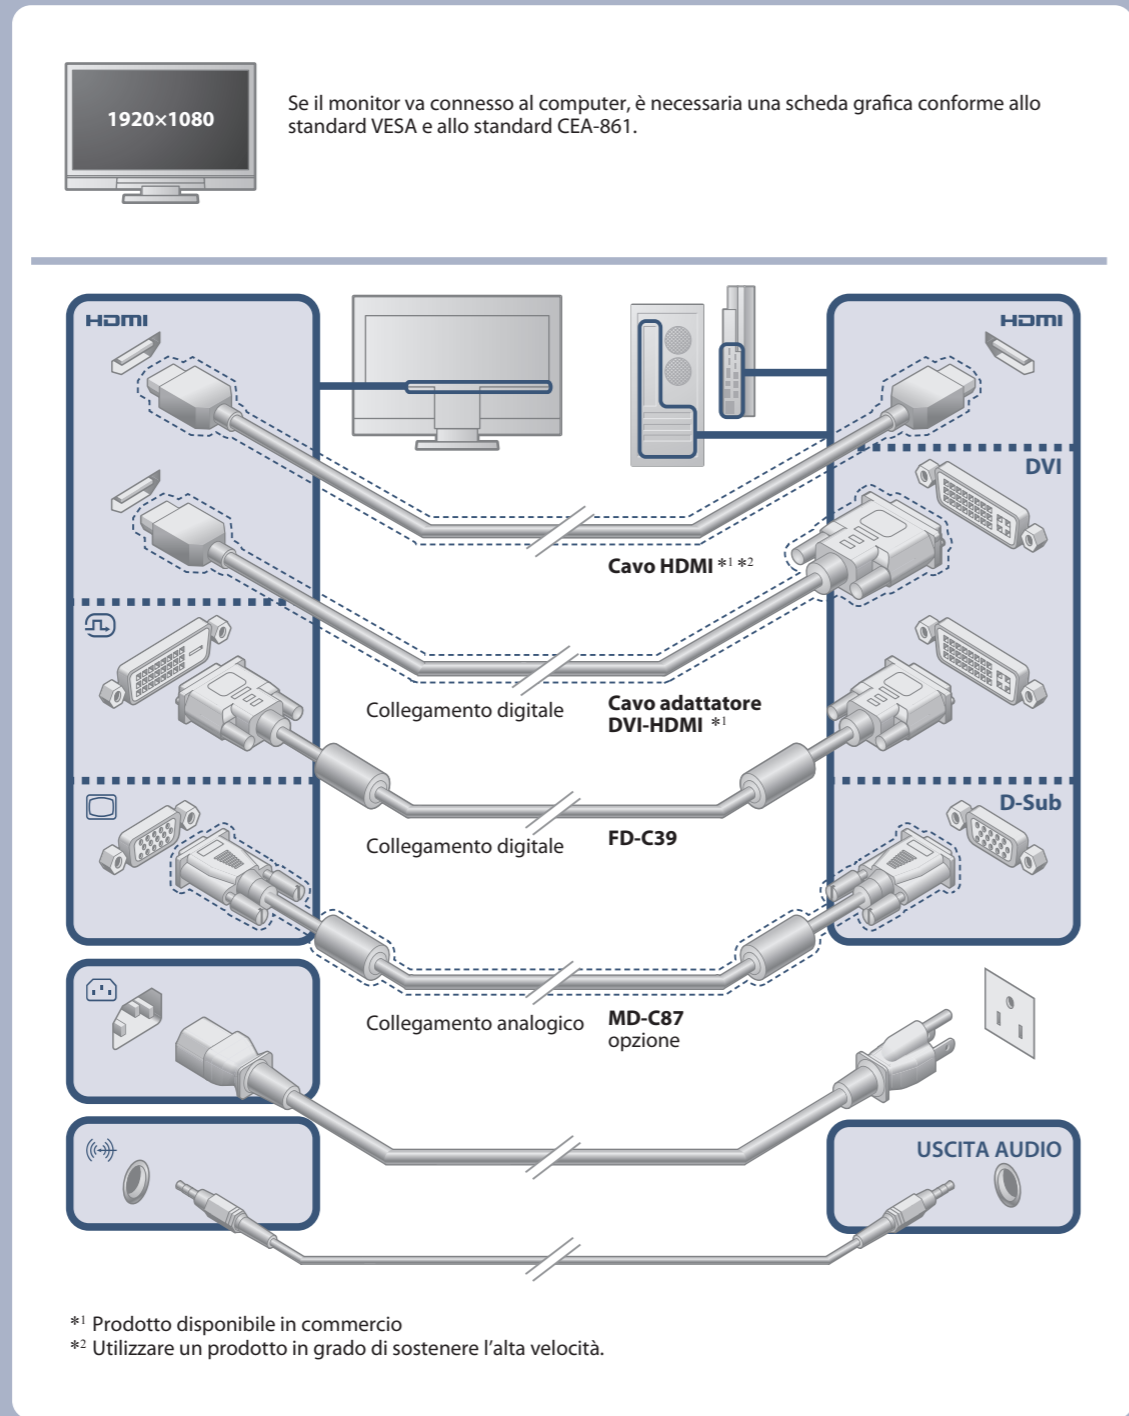 1920×1080
Se il monitor va connesso al computer, è necessaria una scheda grafica conforme allo
standard VESA e allo standard CEA-861.
HDMI
HDMI
DVI
Cavo HDMI *1 *2
Collegamento digitale
Cavo adattatore
DVI-HDMI *1
D-Sub
Collegamento digitale
FD-C39
Collegamento analogico
MD-C87
opzione
USCITA AUDIO
*1 Prodotto disponibile in commercio
*2 Utilizzare un prodotto in grado di sostenere l’alta velocità.